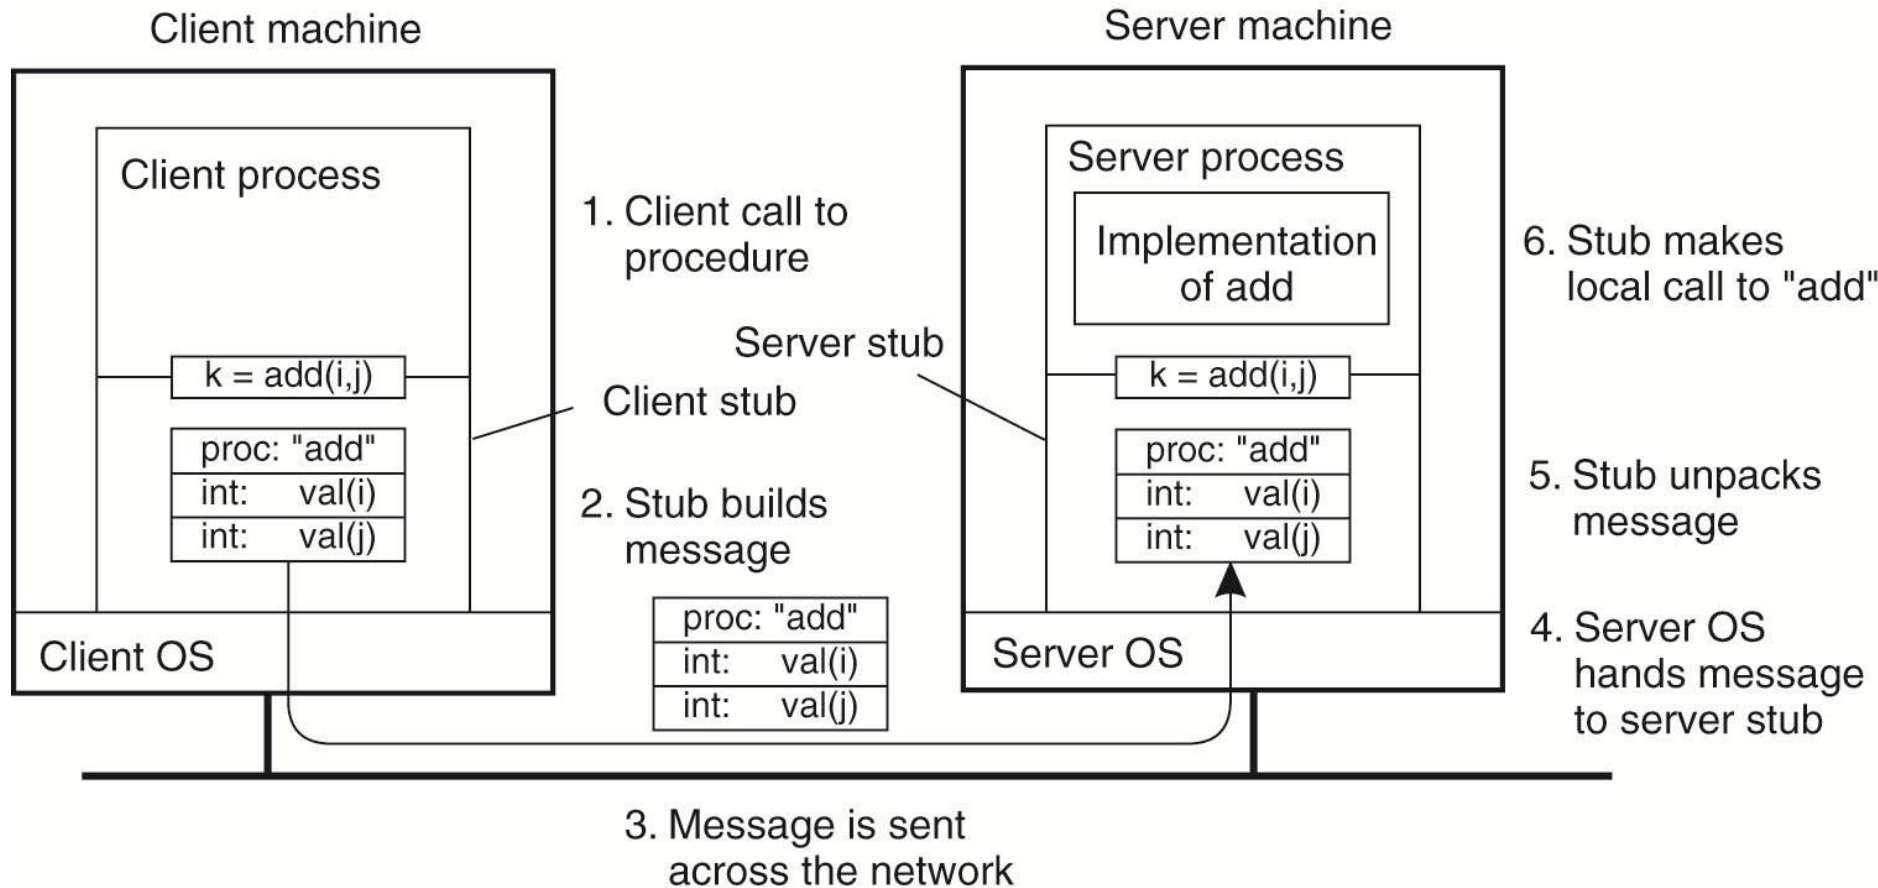 Client machine
Server machine
Client process
k = add(i,j)
proc: "add"
int: val(i)
int: val(j)
Client OS
1. Client call to
procedure
Server stub
Client stub
2. Stub builds
message
proc: "add"
int: val(i)
int: val(j)
Server process
Implementation
of add
k = add(i,j)
proc: "add"
int: val(i)
int: val(j)
Server OS
6. Stub makes
local call to "add"
5. Stub unpacks
message
4. Server OS
hands message
to server stub
3. Message is sent
across the network